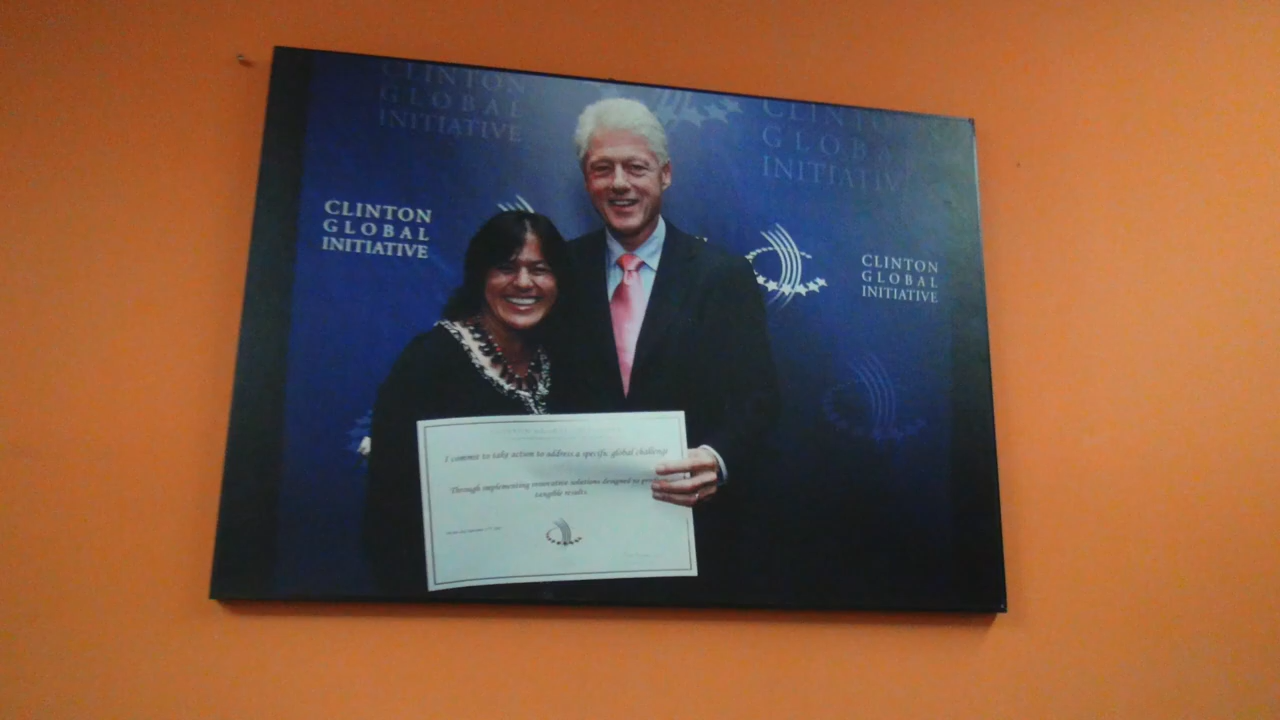 CLINTON
GLOBAL
INITIATIVE
CLINTON
GLOBAL
INITIATIVE
CLINTON
GLOBAL
INITIATIVE
CLINTON
GLOBAL
INITIATIVE
I commit to take action to address a specific global challenge
Through implementing innovative solutions designed to
tangible results.